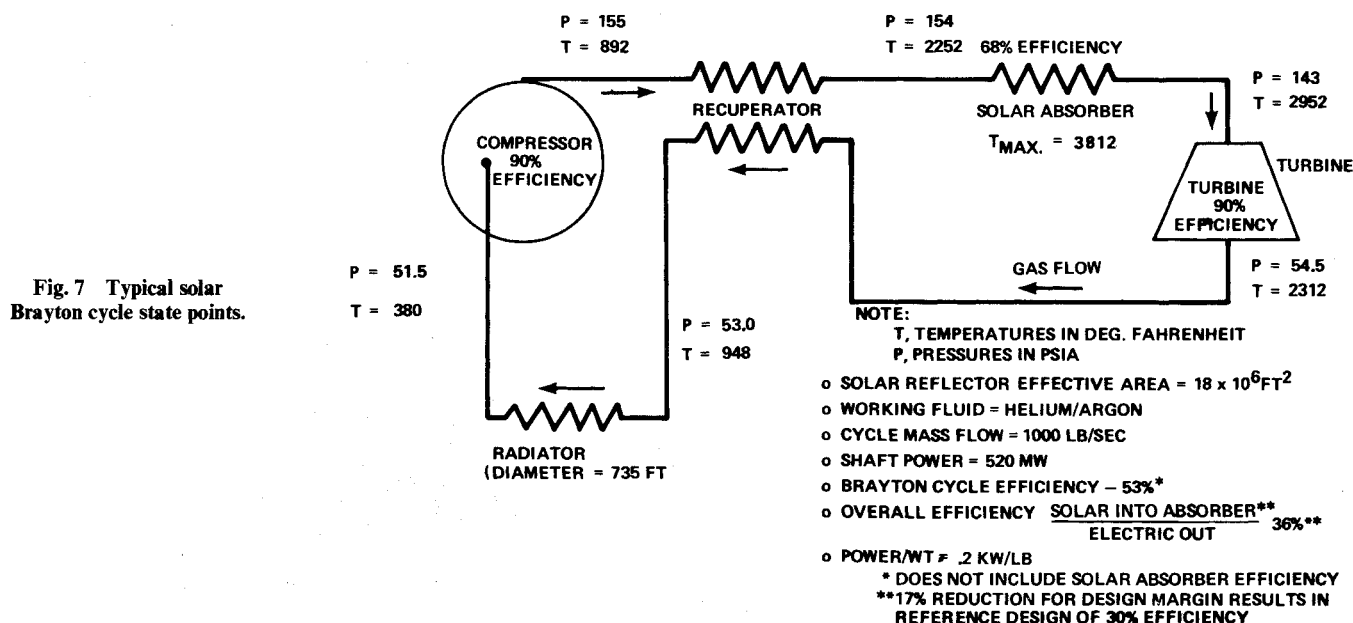 P = 155
T = 892
P = 154
T = 2252 68% EFFICIENCY
P = 143
T = 2952
RECUPERATOR
SOLAR ABSORBER
TMAX. = 3812
COMPRESSOR
90%
EFFICIENCY
TURBINE
TURBINE
90%
EFFICIENCY
P = 51.5
T = 380
Fig. 7 Typical solar
Brayton cycle state points.
GAS FLOW
P = 54.5
T = 2312
P = 53.0
T = 948
RADIATOR
(DIAMETER = 735 FT
NOTE:
T, TEMPERATURES IN DEG. FAHRENHEIT
P, PRESSURES IN PSIA
o SOLAR REFLECTOR EFFECTIVE AREA = 18 x 10⁶FT²
o WORKING FLUID = HELIUM/ARGON
o CYCLE MASS FLOW = 1000 LB/SEC
o SHAFT POWER = 520 MW
o BRAYTON CYCLE EFFICIENCY – 53%*
o OVERALL EFFICIENCY SOLAR INTO ABSORBER** 36%**
ELECTRIC OUT
o POWER/WT = .2 KW/LB
* DOES NOT INCLUDE SOLAR ABSORBER EFFICIENCY
**17% REDUCTION FOR DESIGN MARGIN RESULTS IN
REFERENCE DESIGN OF 30% EFFICIENCY